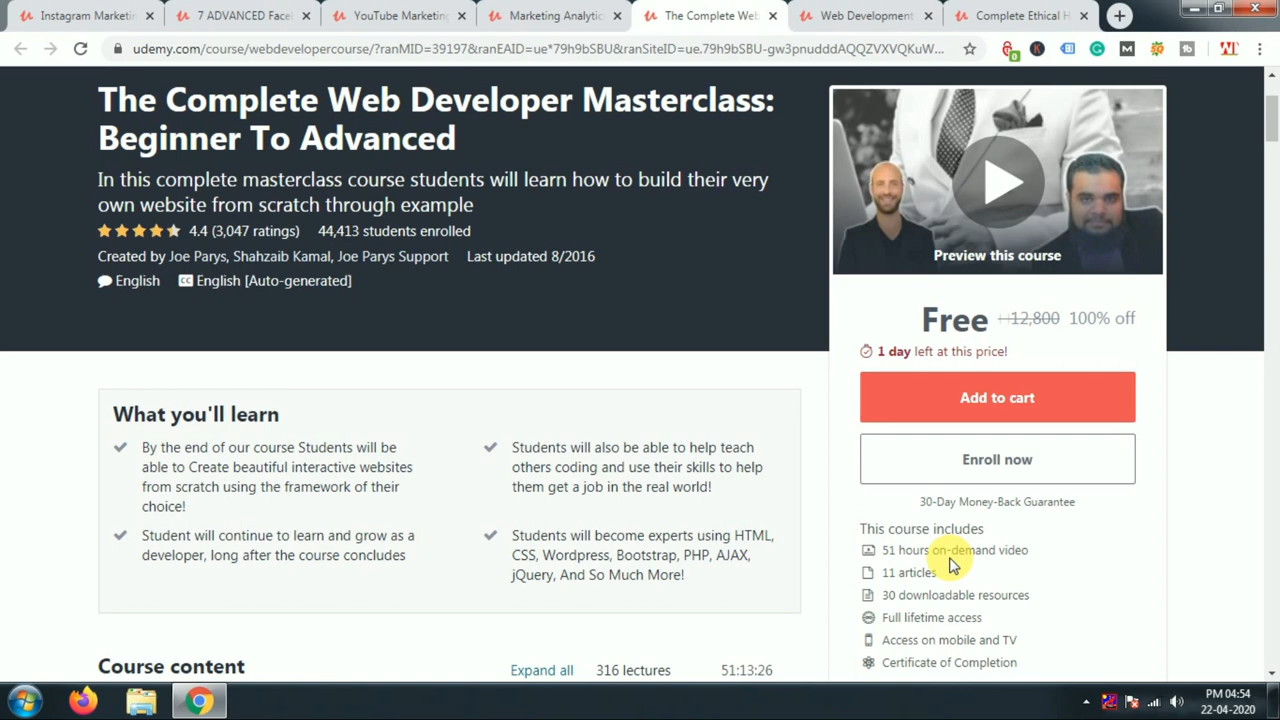 Instagram Marketin
7 ADVANCED Face
YouTube Marketing
Marketing Analytic
The Complete Web
Web Development
Complete Ethical H
udemy.com/course/webdevelopercourse/?ranMID=39197&ranEAID=ue*79h9bSBU&ranSiteID=ue.79h9bSBU-gw3pnudddAQQZVXVQKuW...
The Complete Web Developer Masterclass:
Beginner To Advanced
In this complete masterclass course students will learn how to build their very
own website from scratch through example
4.4 (3,047 ratings) 44,413 students enrolled
Created by Joe Parys, Shahzaib Kamal, Joe Parys Support Last updated 8/2016
English CC English [Auto-generated]
Preview this course
Free 12,800 100% off
1 day left at this price!
Add to cart
Enroll now
30-Day Money-Back Guarantee
This course includes
51 hours on-demand video
11 articles
30 downloadable resources
Full lifetime access
Access on mobile and TV
Certificate of Completion
What you'll learn
By the end of our course Students will be
able to Create beautiful interactive websites
from scratch using the framework of their
choice!
Student will continue to learn and grow as a
developer, long after the course concludes
Students will also be able to help teach
others coding and use their skills to help
them get a job in the real world!
Students will become experts using HTML,
CSS, Wordpress, Bootstrap, PHP, AJAX,
jQuery, And So Much More!
Course content Expand all 316 lectures 51:13:26
PM 04:54
22-04-2020